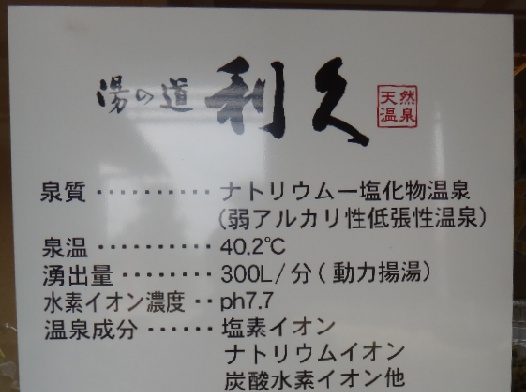 湯の道 利久 天然温泉
泉質 ・・・・・・・・・・ ナトリウムー塩化物温泉
(弱アルカリ性低張性温泉)
泉温 ・・・・・・・・・・ 40.2℃
湧出量 ・・・・・・・・ 300L/分(動力揚湯)
水素イオン濃度 ・・ ph7.7
温泉成分 ・・・・・・ 塩素イオン
ナトリウムイオン
炭酸水素イオン他